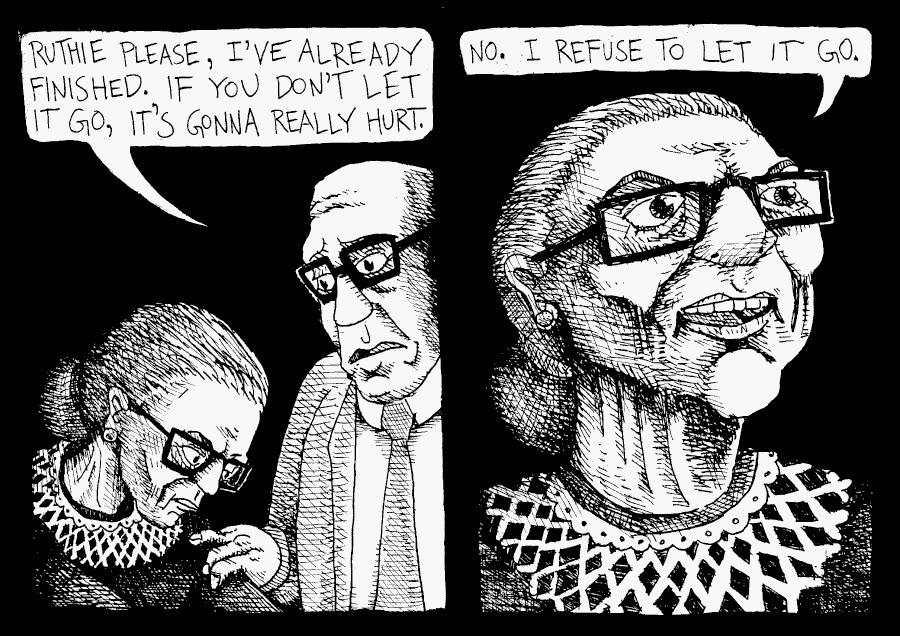 RUTHIE PLEASE, I'VE ALREADY
FINISHED. IF YOU DON'T LET
IT GO, IT'S GONNA REALLY HURT.
NO. I REFUSE TO LET IT GO.